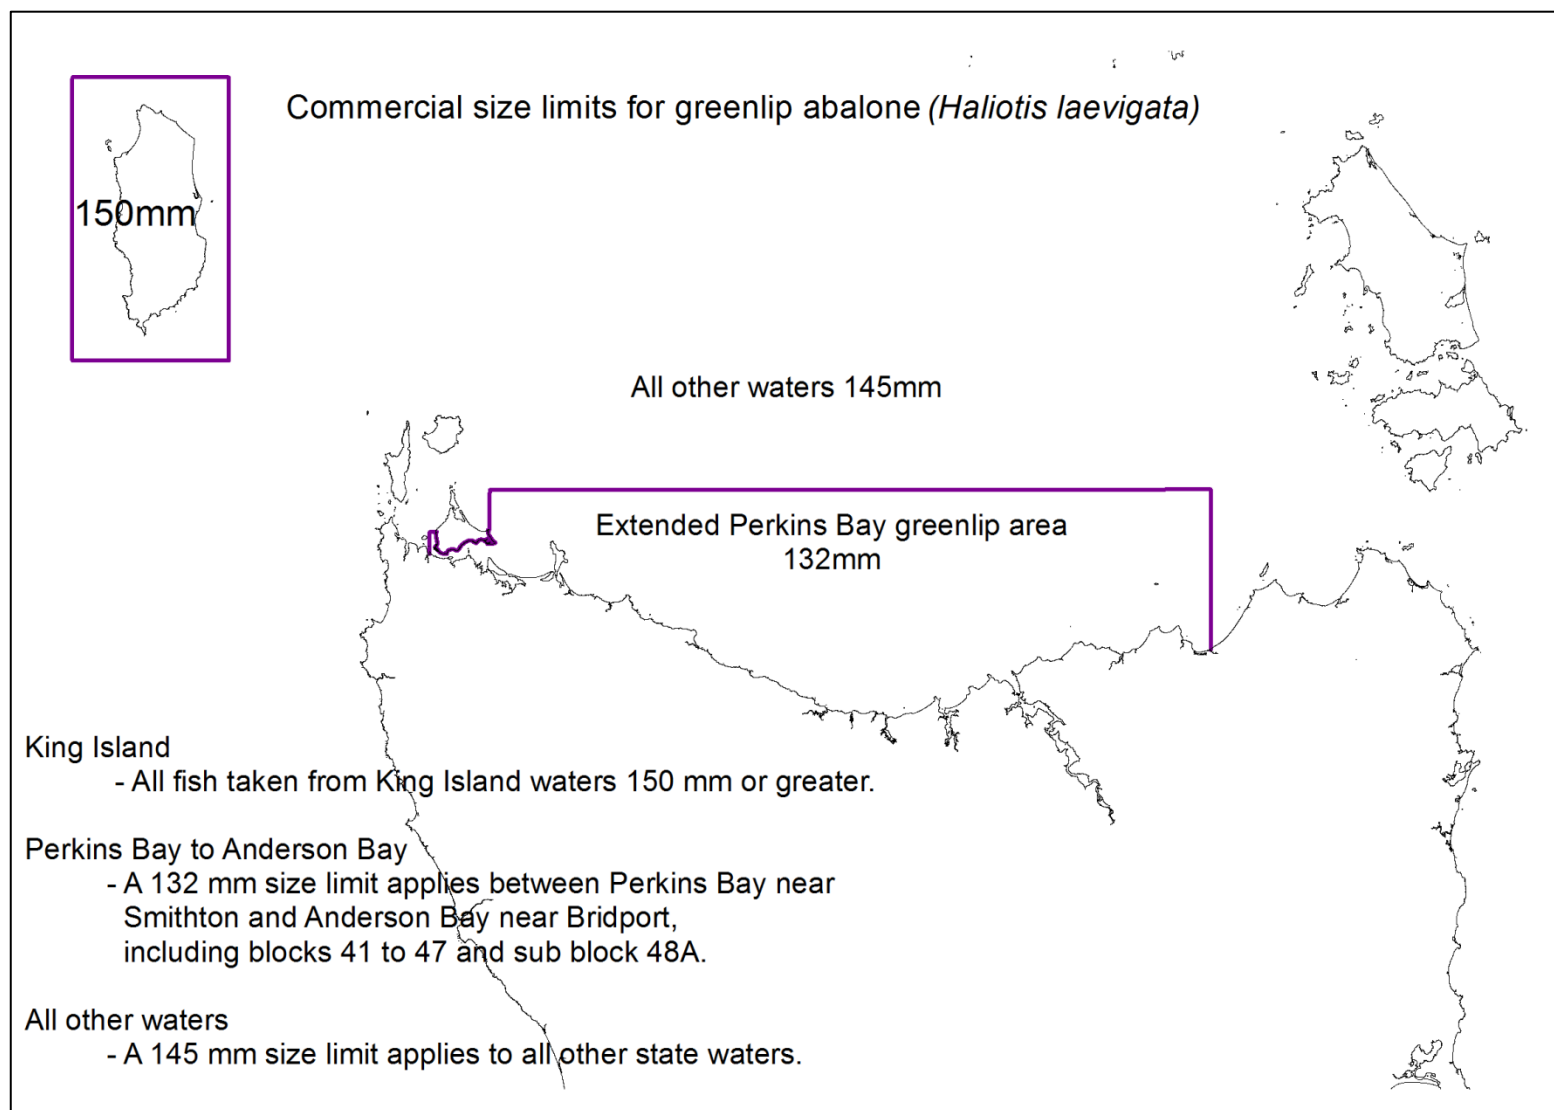 Commercial size limits for greenlip abalone (Haliotis laevigata)
150mm
All other waters 145mm
Extended Perkins Bay greenlip area
132mm
King Island
- All fish taken from King Island waters 150 mm or greater.
Perkins Bay to Anderson Bay
- A 132 mm size limit applies between Perkins Bay near
Smithton and Anderson Bay near Bridport,
including blocks 41 to 47 and sub block 48A.
All other waters
- A 145 mm size limit applies to all other state waters.